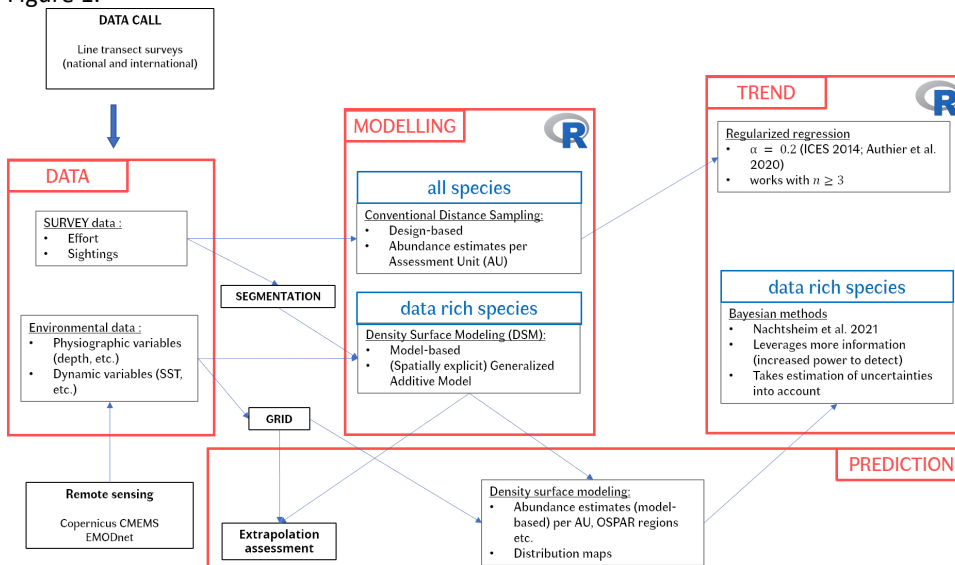 DATA CALL
Line transect surveys
(national and international)
DATA
SURVEY data :
• Effort
• Sightings
Environmental data :
• Physiographic variables
(depth, etc.)
• Dynamic variables (SST,
etc.)
Remote sensing
Copernicus CMEMS
EMODnet
SEGMENTATION
GRID
MODELLING
R
all species
Conventional Distance Sampling:
• Design-based
• Abundance estimates per
Assessment Unit (AU)
data rich species
Density Surface Modeling (DSM):
• Model-based
• (Spatially explicit) Generalized
Additive Model
TREND
R
Regularized regression
• α = 0.2 (ICES 2014; Authier et al.
2020)
• works with n ≥ 3
data rich species
Bayesian methods
• Nachtsheim et al. 2021
• Leverages more information
(increased power to detect)
• Takes estimation of uncertainties
into account
PREDICTION
Extrapolation
assessment
Density surface modeling:
• Abundance estimates (model-
based) per AU, OSPAR regions
etc.
• Distribution maps